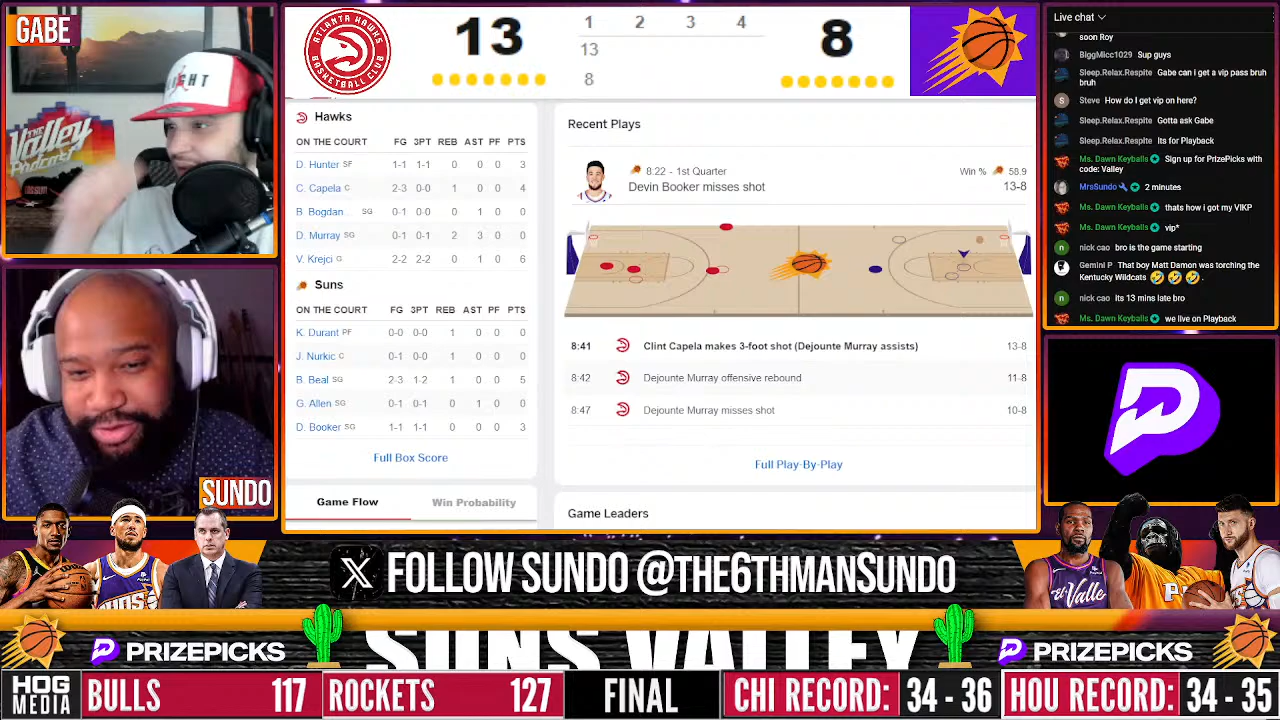 GABE
LIGHT
THE
Valley
Podcast
SUNDO
ATLANTA HAWKS
BASKETBALL CLUB
13
1 2 3 4
13
8
8
Hawks
ON THE COURT FG 3PT REB AST PF PTS
D. Hunter SF 1-1 1-1 0 0 0 3
C. Capela C 2-3 0-0 1 0 0 4
B. Bogdan... SG 0-1 0-0 0 1 0 0
D. Murray SG 0-1 0-1 2 3 0 0
V. Krejci G 2-2 2-2 0 1 0 6
Suns
ON THE COURT FG 3PT REB AST PF PTS
K. Durant PF 0-0 0-0 1 0 0 0
J. Nurkic C 0-1 0-0 1 0 0 0
B. Beal SG 2-3 1-2 1 0 0 5
G. Allen SG 0-1 0-1 0 1 0 0
D. Booker SG 1-1 1-1 0 0 0 3
Full Box Score
Game Flow Win Probability
Recent Plays
8:22 - 1st Quarter
Devin Booker misses shot
Win % 58.9
13-8
8:41 Clint Capela makes 3-foot shot (Dejounte Murray assists) 13-8
8:42 Dejounte Murray offensive rebound 11-8
8:47 Dejounte Murray misses shot 10-8
Full Play-By-Play
Game Leaders
Live chat
soon Roy
BiggMicc1029 Sup guys
Sleep.Relax.Respite Gabe can i get a vip pass bruh
bruh
Steve How do I get vip on here?
Sleep.Relax.Respite Gotta ask Gabe
Sleep.Relax.Respite Its for Playback
Ms. Dawn Keyballs Sign up for PrizePicks with
code: Valley
MrsSundo 2 minutes
Ms. Dawn Keyballs thats how i got my VIKP
Ms. Dawn Keyballs vip*
nick cao bro is the game starting
Gemini P That boy Matt Damon was torching the
Kentucky Wildcats 🤣🤣🤣.
nick cao its 13 mins late bro
Ms. Dawn Keyballs we live on Playback
X FOLLOW SUNDO @THE6THMANSUNDO
PRIZEPICKS
SUNS VALLEY
PRIZEPICKS
HOG
MEDIA
BULLS 117 ROCKETS 127 FINAL CHI RECORD: 34 - 36 HOU RECORD: 34 - 35